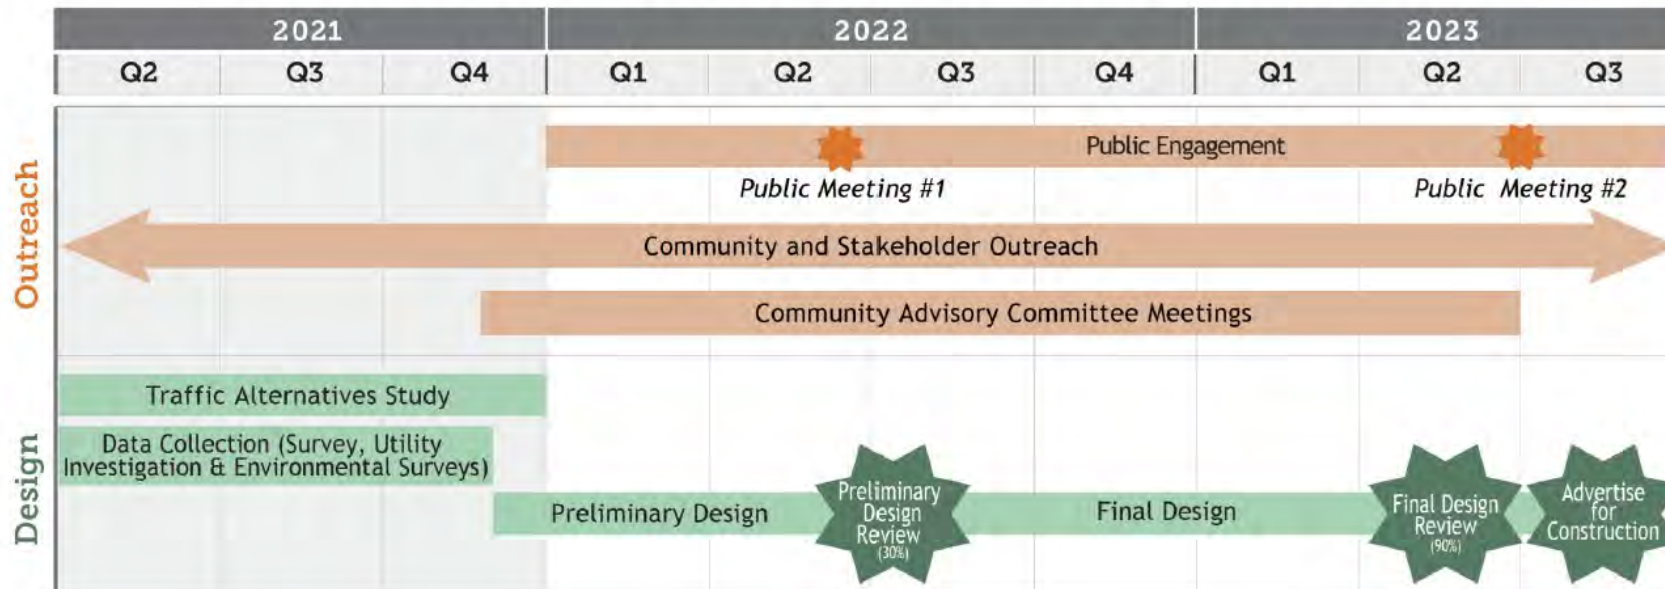 2021 2022 2023
Q2 Q3 Q4 Q1 Q2 Q3 Q4 Q1 Q2 Q3
Outreach
Public Engagement
Public Meeting #1 Public Meeting #2
Community and Stakeholder Outreach
Community Advisory Committee Meetings
Design
Traffic Alternatives Study
Data Collection (Survey, Utility
Investigation & Environmental Surveys)
Preliminary Design
Preliminary
Design
Review
(30%)
Final Design
Final Design
Review
(90%)
Advertise
for
Construction